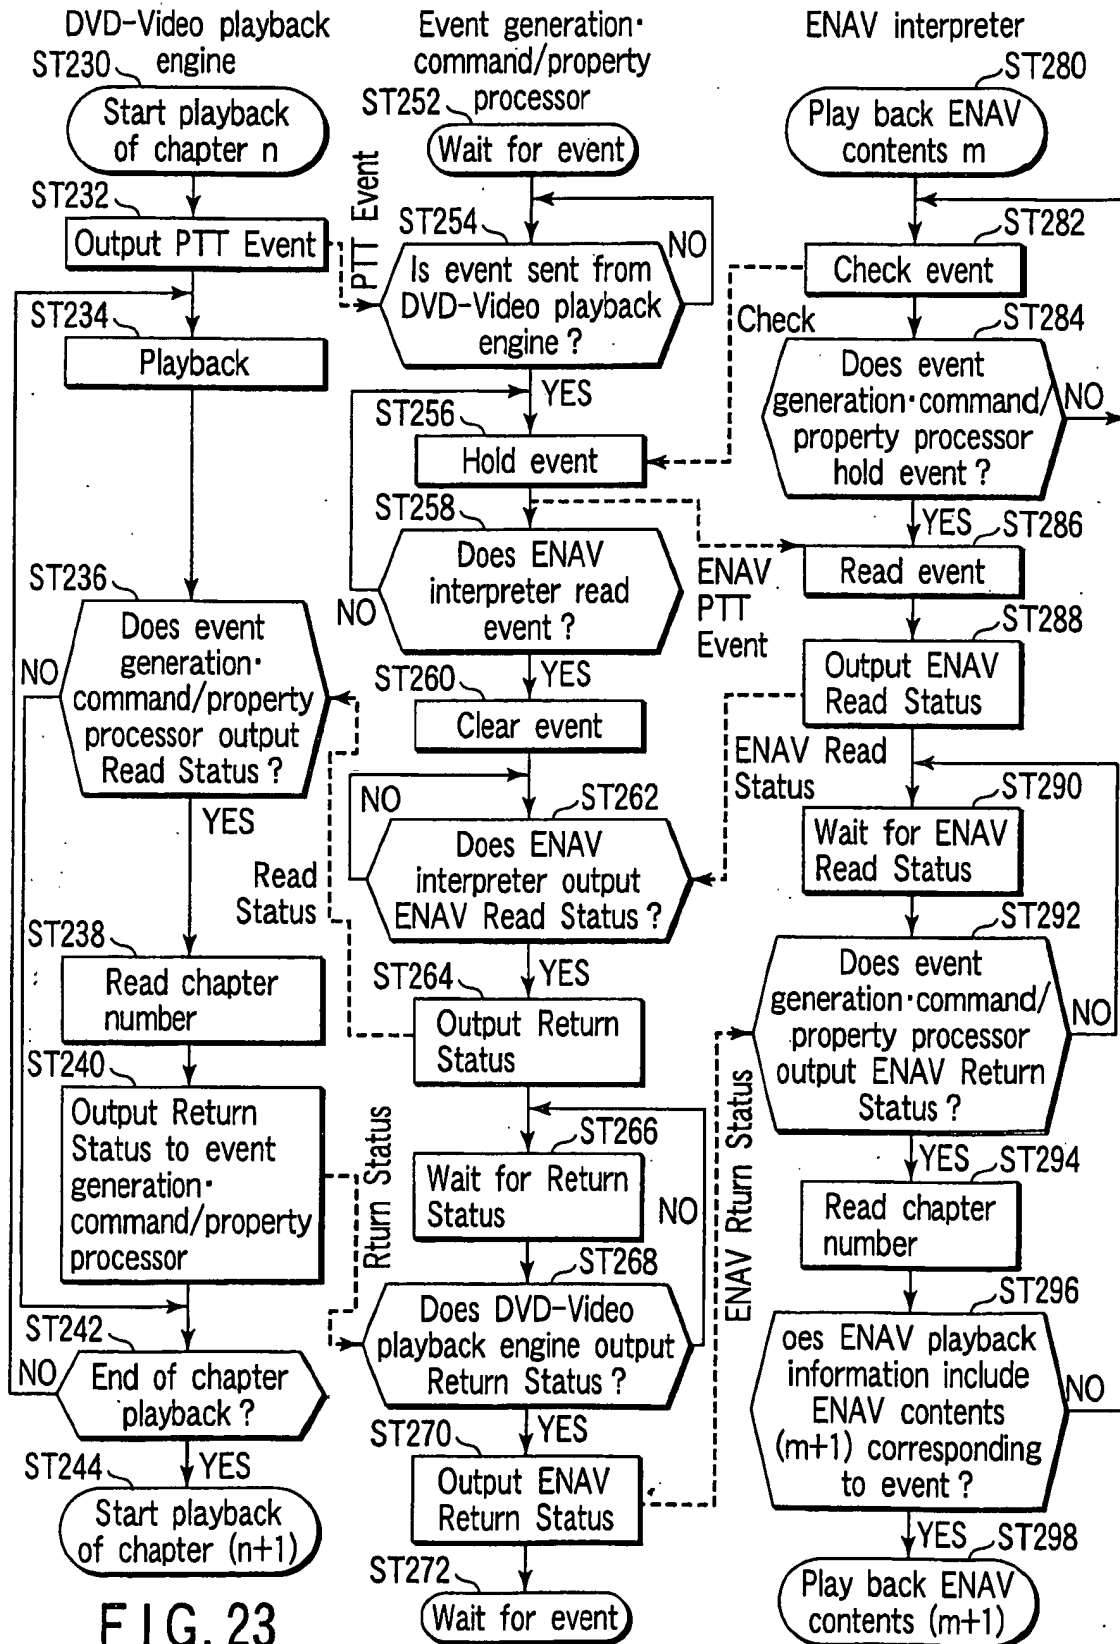 DVD-Video playback
engine
ST230
Start playback
of chapter n
ST232
Output PTT Event
ST234
Playback
ST236
Does event
generation·
command/property
processor output
Read Status?
NO
YES
ST238
Read chapter
number
ST240
Output Return
Status to event
generation·
command/property
processor
ST242
End of chapter
playback?
NO
YES
ST244
Start playback
of chapter (n+1)
FIG. 23
Event generation·
command/property
processor
ST252
Wait for event
PTT Event
ST254
Is event sent from
DVD-Video playback
engine?
NO
YES
ST256
Hold event
ST258
Does ENAV
interpreter read
event?
NO
YES
ST260
Clear event
ST262
NO
Does ENAV
interpreter output
ENAV Read Status?
Read
Status
YES
ST264
Output Return
Status
ST266
Wait for Return
Status
NO
Rturn Status
ST268
Does DVD-Video
playback engine output
Return Status?
YES
ST270
Output ENAV
Return Status
ST272
Wait for event
ENAV interpreter
ST280
Play back ENAV
contents m
ST282
Check event
Check
ST284
Does event
generation·command/
property processor
hold event?
NO
YES
ST286
Read event
ENAV
PTT
Event
ST288
Output ENAV
Read Status
ENAV Read
Status
ST290
Wait for ENAV
Read Status
ST292
Does event
generation·command/
property processor
output ENAV Return
Status?
NO
ENAV Rturn Status
YES
ST294
Read chapter
number
ST296
oes ENAV playback
information include
ENAV contents
(m+1) corresponding
to event?
NO
YES
ST298
Play back ENAV
contents (m+1)